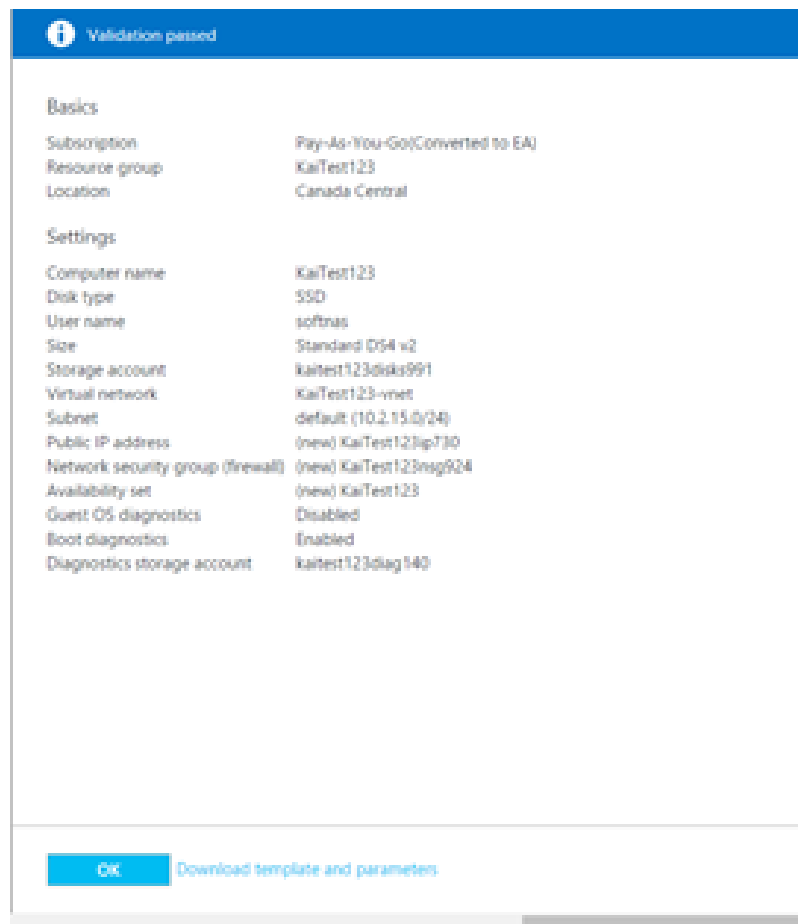 Validation passed
Basics
Subscription Pay-As-You-Go(Converted to EA)
Resource group KaiTest123
Location Canada Central
Settings
Computer name KaiTest123
Disk type SSD
User name softnas
Size Standard DS4 v2
Storage account kaitest123disks991
Virtual network KaiTest123-vnet
Subnet default (10.2.15.0/24)
Public IP address (new) KaiTest123ip730
Network security group (firewall) (new) KaiTest123nsg924
Availability set (new) KaiTest123
Guest OS diagnostics Disabled
Boot diagnostics Enabled
Diagnostics storage account kaitest123diag140
OK Download template and parameters